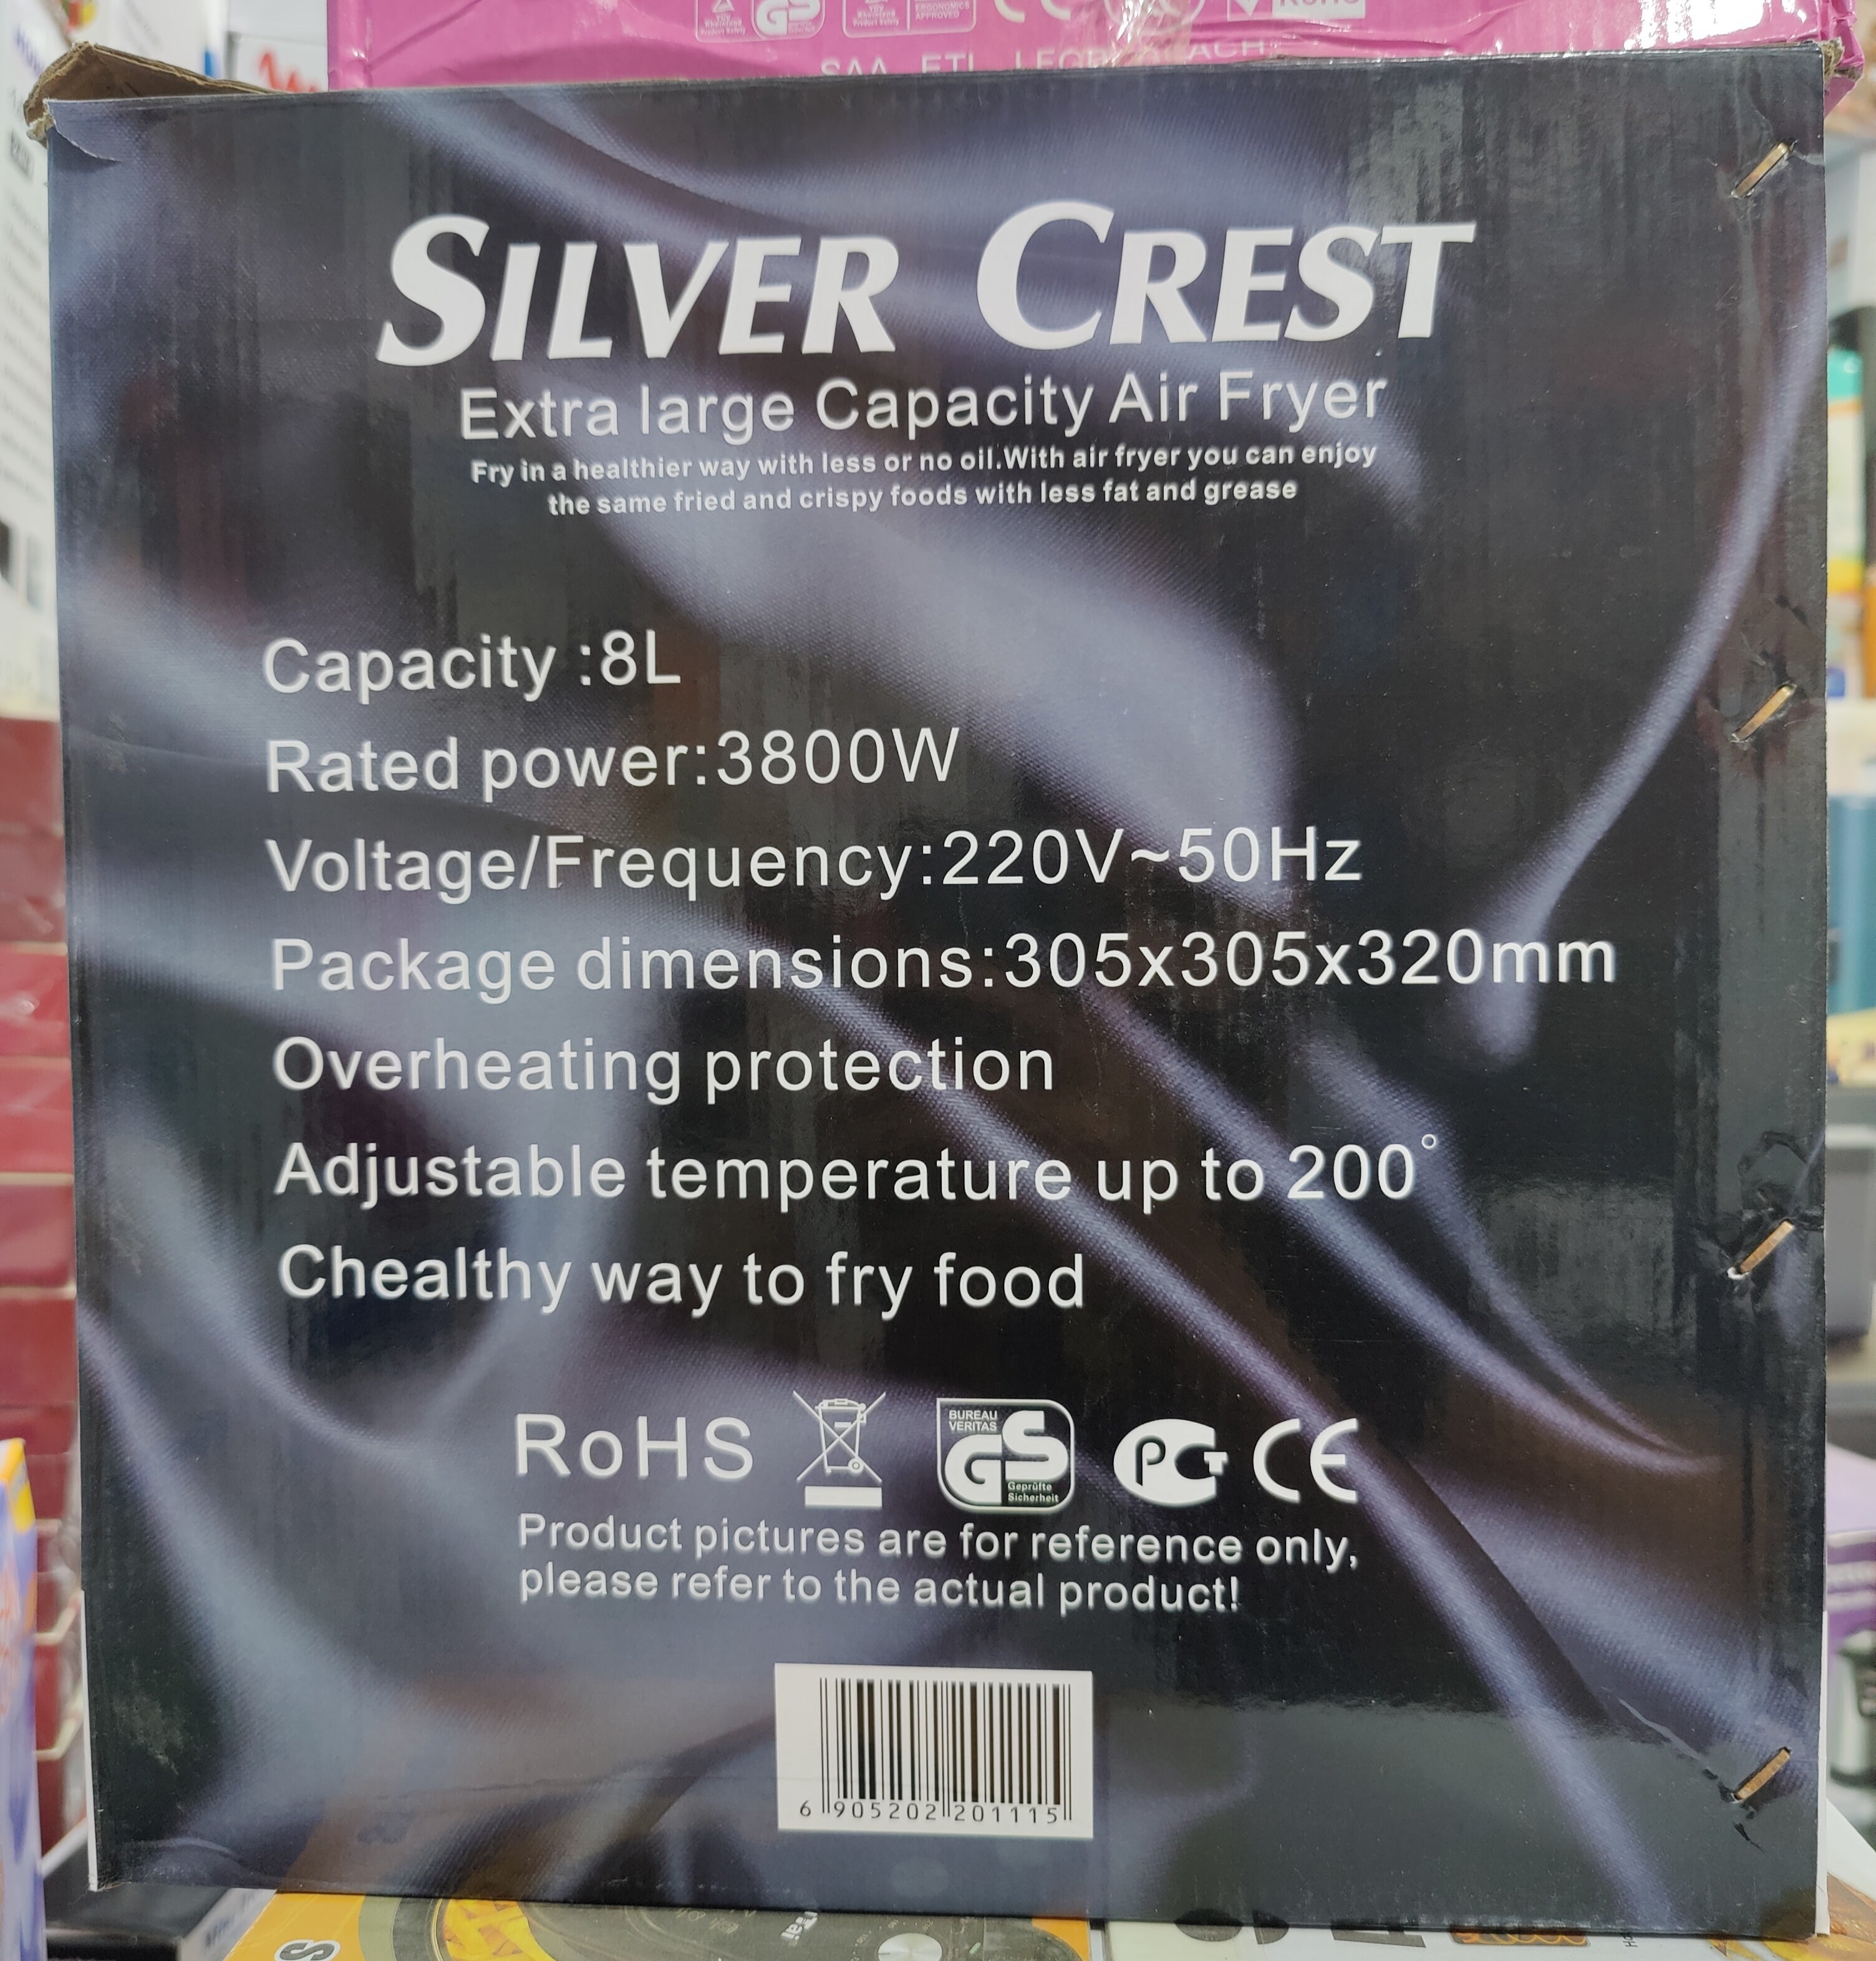 ERGONOMICS
APPROVED
SILVER CREST
Extra large Capacity Air Fryer
Fry in a healthier way with less or no oil.With air fryer you can enjoy
the same fried and crispy foods with less fat and grease
Capacity :8L
Rated power:3800W
Voltage/Frequency:220V~50Hz
Package dimensions:305x305x320mm
Overheating protection
Adjustable temperature up to 200°
Chealthy way to fry food
RoHS
BUREAU
VERITAS
GS
Geprüfte
Sicherheit
PCT
CE
Product pictures are for reference only,
please refer to the actual product!
6 905202 201115